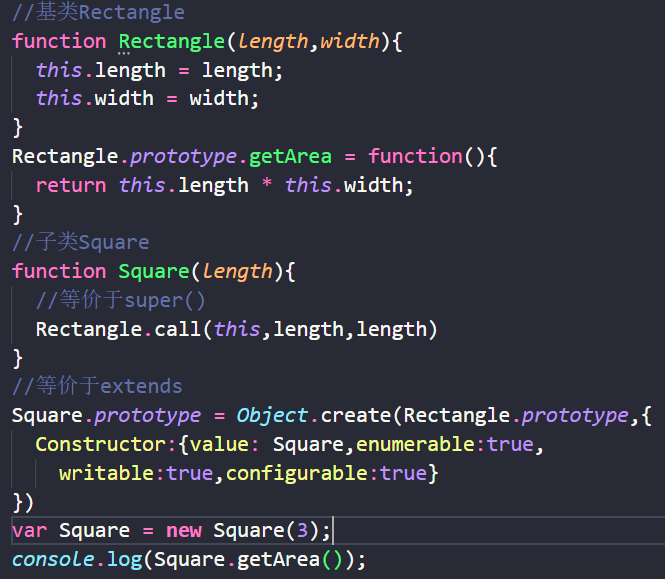 //基类Rectangle
function Rectangle(length,width){
  this.length = length;
  this.width = width;
}
Rectangle.prototype.getArea = function(){
  return this.length * this.width;
}
//子类Square
function Square(length){
  //等价于super()
  Rectangle.call(this,length,length)
}
//等价于extends
Square.prototype = Object.create(Rectangle.prototype,{
  Constructor:{value: Square,enumerable:true,
    writable:true,configurable:true}
})
var Square = new Square(3);
console.log(Square.getArea());